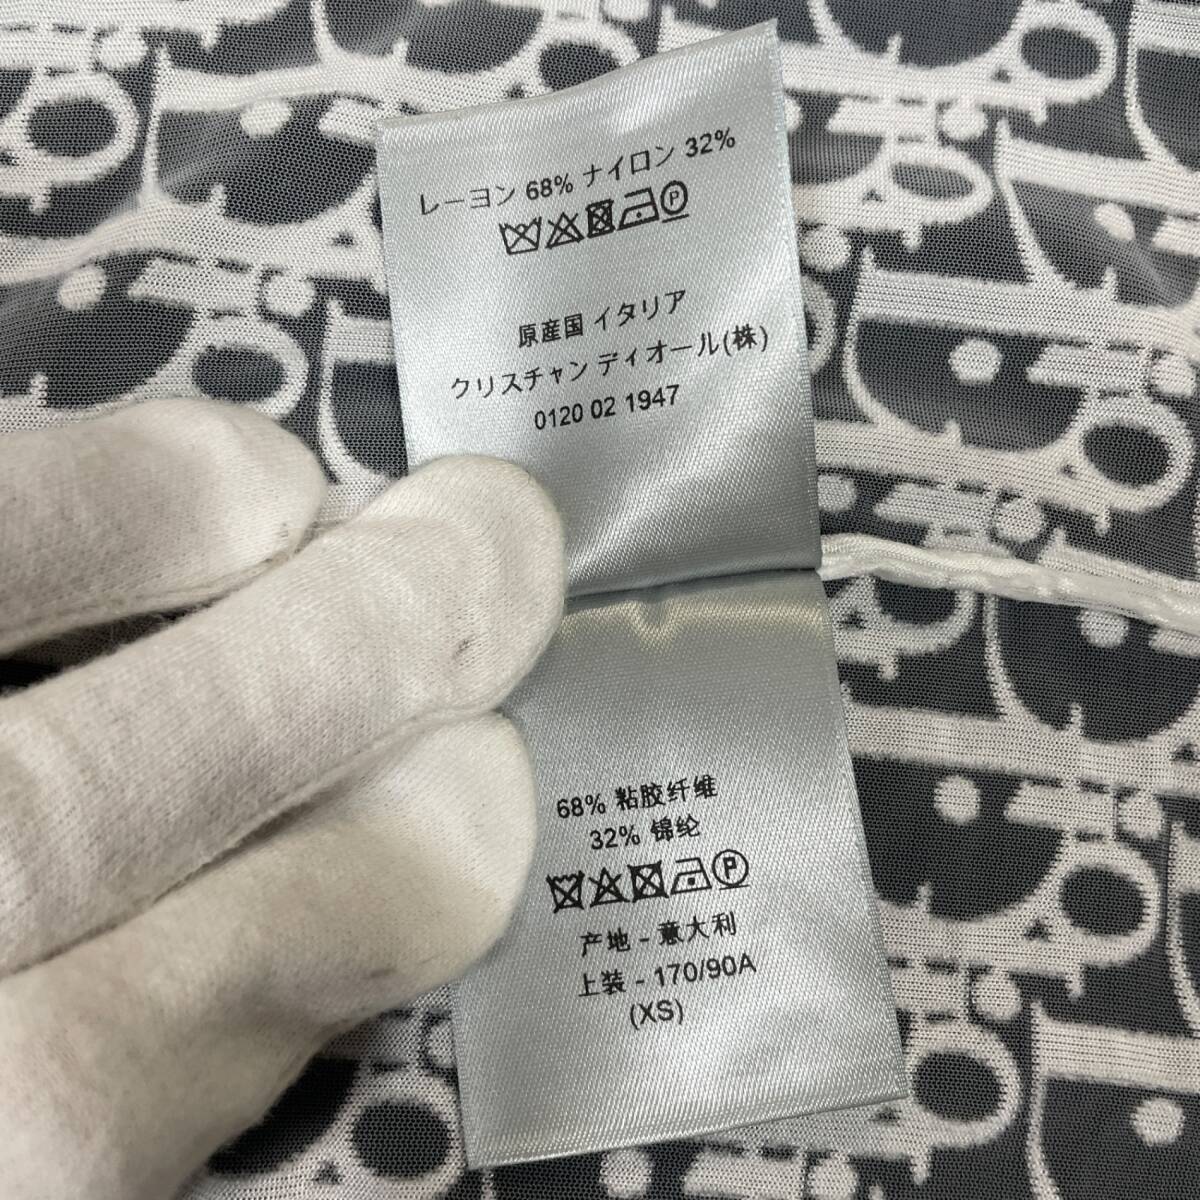 レーヨン 68% ナイロン 32%
P
原産国 イタリア
クリスチャン ディオール(株)
0120 02 1947
68% 粘胶纤维
32% 锦纶
P
产地 - 意大利
上装 - 170/90A
(XS)